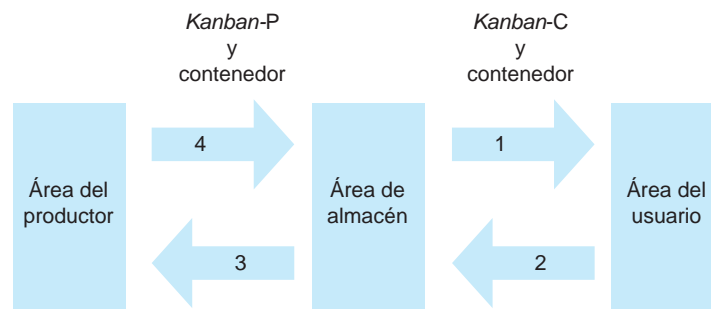 Kanban-P
y
contenedor
Kanban-C
y
contenedor
Área del
productor
4
Área de
almacén
1
Área del
usuario
3
2